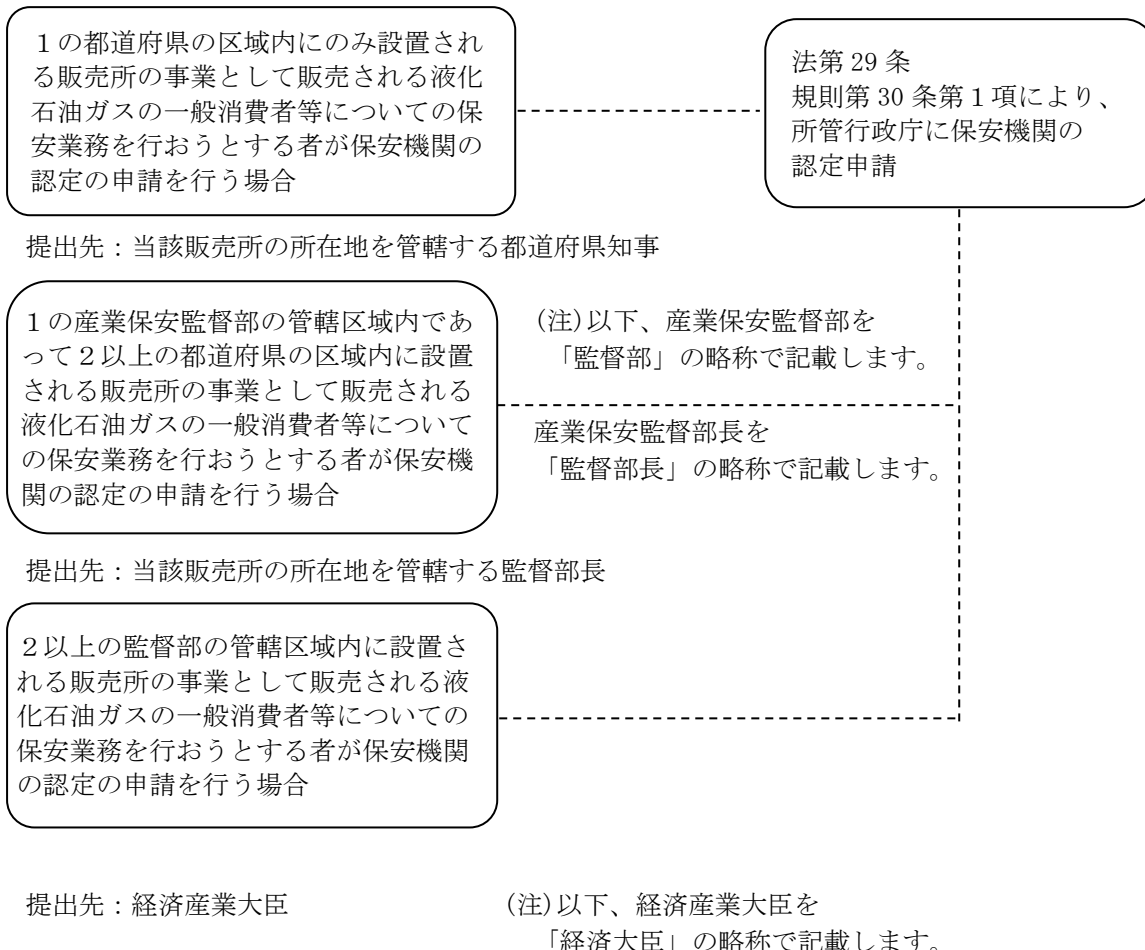 １の都道府県の区域内にのみ設置され
る販売所の事業として販売される液化
石油ガスの一般消費者等についての保
安業務を行おうとする者が保安機関の
認定の申請を行う場合
法第 29 条
規則第 30 条第１項により、
所管行政庁に保安機関の
認定申請
提出先：当該販売所の所在地を管轄する都道府県知事
１の産業保安監督部の管轄区域内であ
って２以上の都道府県の区域内に設置
される販売所の事業として販売される
液化石油ガスの一般消費者等について
の保安業務を行おうとする者が保安機
関の認定の申請を行う場合
(注)以下、産業保安監督部を
「監督部」の略称で記載します。
産業保安監督部長を
「監督部長」の略称で記載します。
提出先：当該販売所の所在地を管轄する監督部長
２以上の監督部の管轄区域内に設置さ
れる販売所の事業として販売される液
化石油ガスの一般消費者等についての
保安業務を行おうとする者が保安機関
の認定の申請を行う場合
提出先：経済産業大臣
(注)以下、経済産業大臣を
「経済大臣」の略称で記載します。